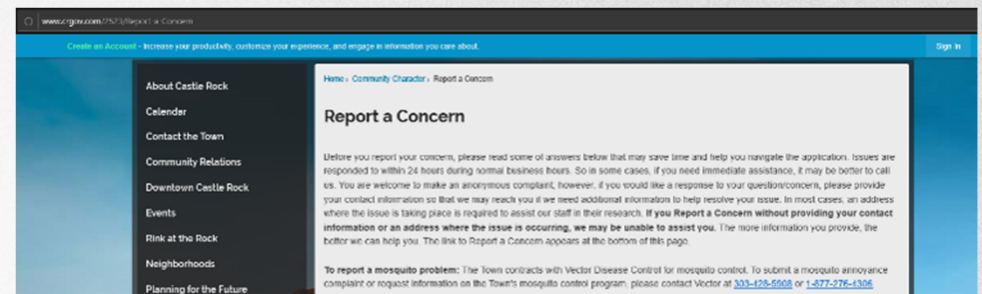 www.crgov.com/2523/Report-a-Concern
Create an Account - Increase your productivity, customize your experience, and engage in information you care about.
Sign In
About Castle Rock
Calendar
Contact the Town
Community Relations
Downtown Castle Rock
Events
Rink at the Rock
Neighborhoods
Planning for the Future
Home › Community Character › Report a Concern
Report a Concern
Before you report your concern, please read some of answers below that may save time and help you navigate the application. Issues are
responded to within 24 hours during normal business hours. So in some cases, if you need immediate assistance, it may be better to call
us. You are welcome to make an anonymous complaint, however, if you would like a response to your question/concern, please provide
your contact information so that we may reach you if we need additional information to help resolve your issue. In most cases, an address
where the issue is taking place is required to assist our staff in their research. If you Report a Concern without providing your contact
information or an address where the issue is occurring, we may be unable to assist you. The more information you provide, the
better we can help you. The link to Report a Concern appears at the bottom of this page.
To report a mosquito problem: The Town contracts with Vector Disease Control for mosquito control. To submit a mosquito annoyance
complaint or request information on the Town's mosquito control program, please contact Vector at 303-428-5908 or 1-877-276-4306